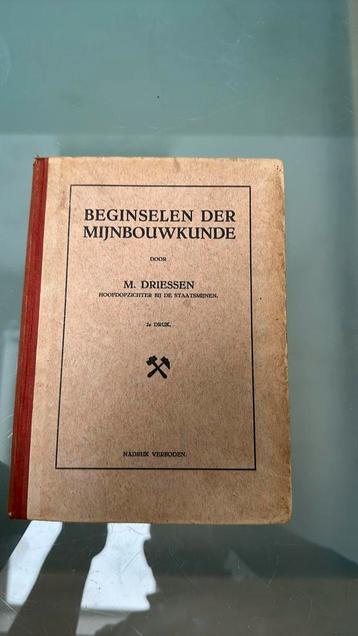 BEGINSELEN DER
MIJNBOUWKUNDE
DOOR
M. DRIESSEN
HOOFDOPZICHTER BIJ DE STAATSMIJNEN.
2e DRUK.
NADRUK VERBODEN.